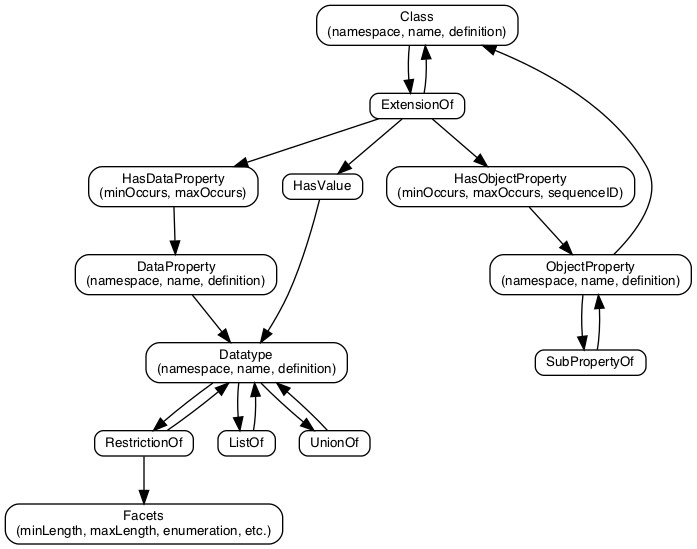 Class
(namespace, name, definition)
ExtensionOf
HasDataProperty
(minOccurs, maxOccurs)
HasValue
HasObjectProperty
(minOccurs, maxOccurs, sequenceID)
DataProperty
(namespace, name, definition)
ObjectProperty
(namespace, name, definition)
Datatype
(namespace, name, definition)
SubPropertyOf
RestrictionOf
ListOf
UnionOf
Facets
(minLength, maxLength, enumeration, etc.)